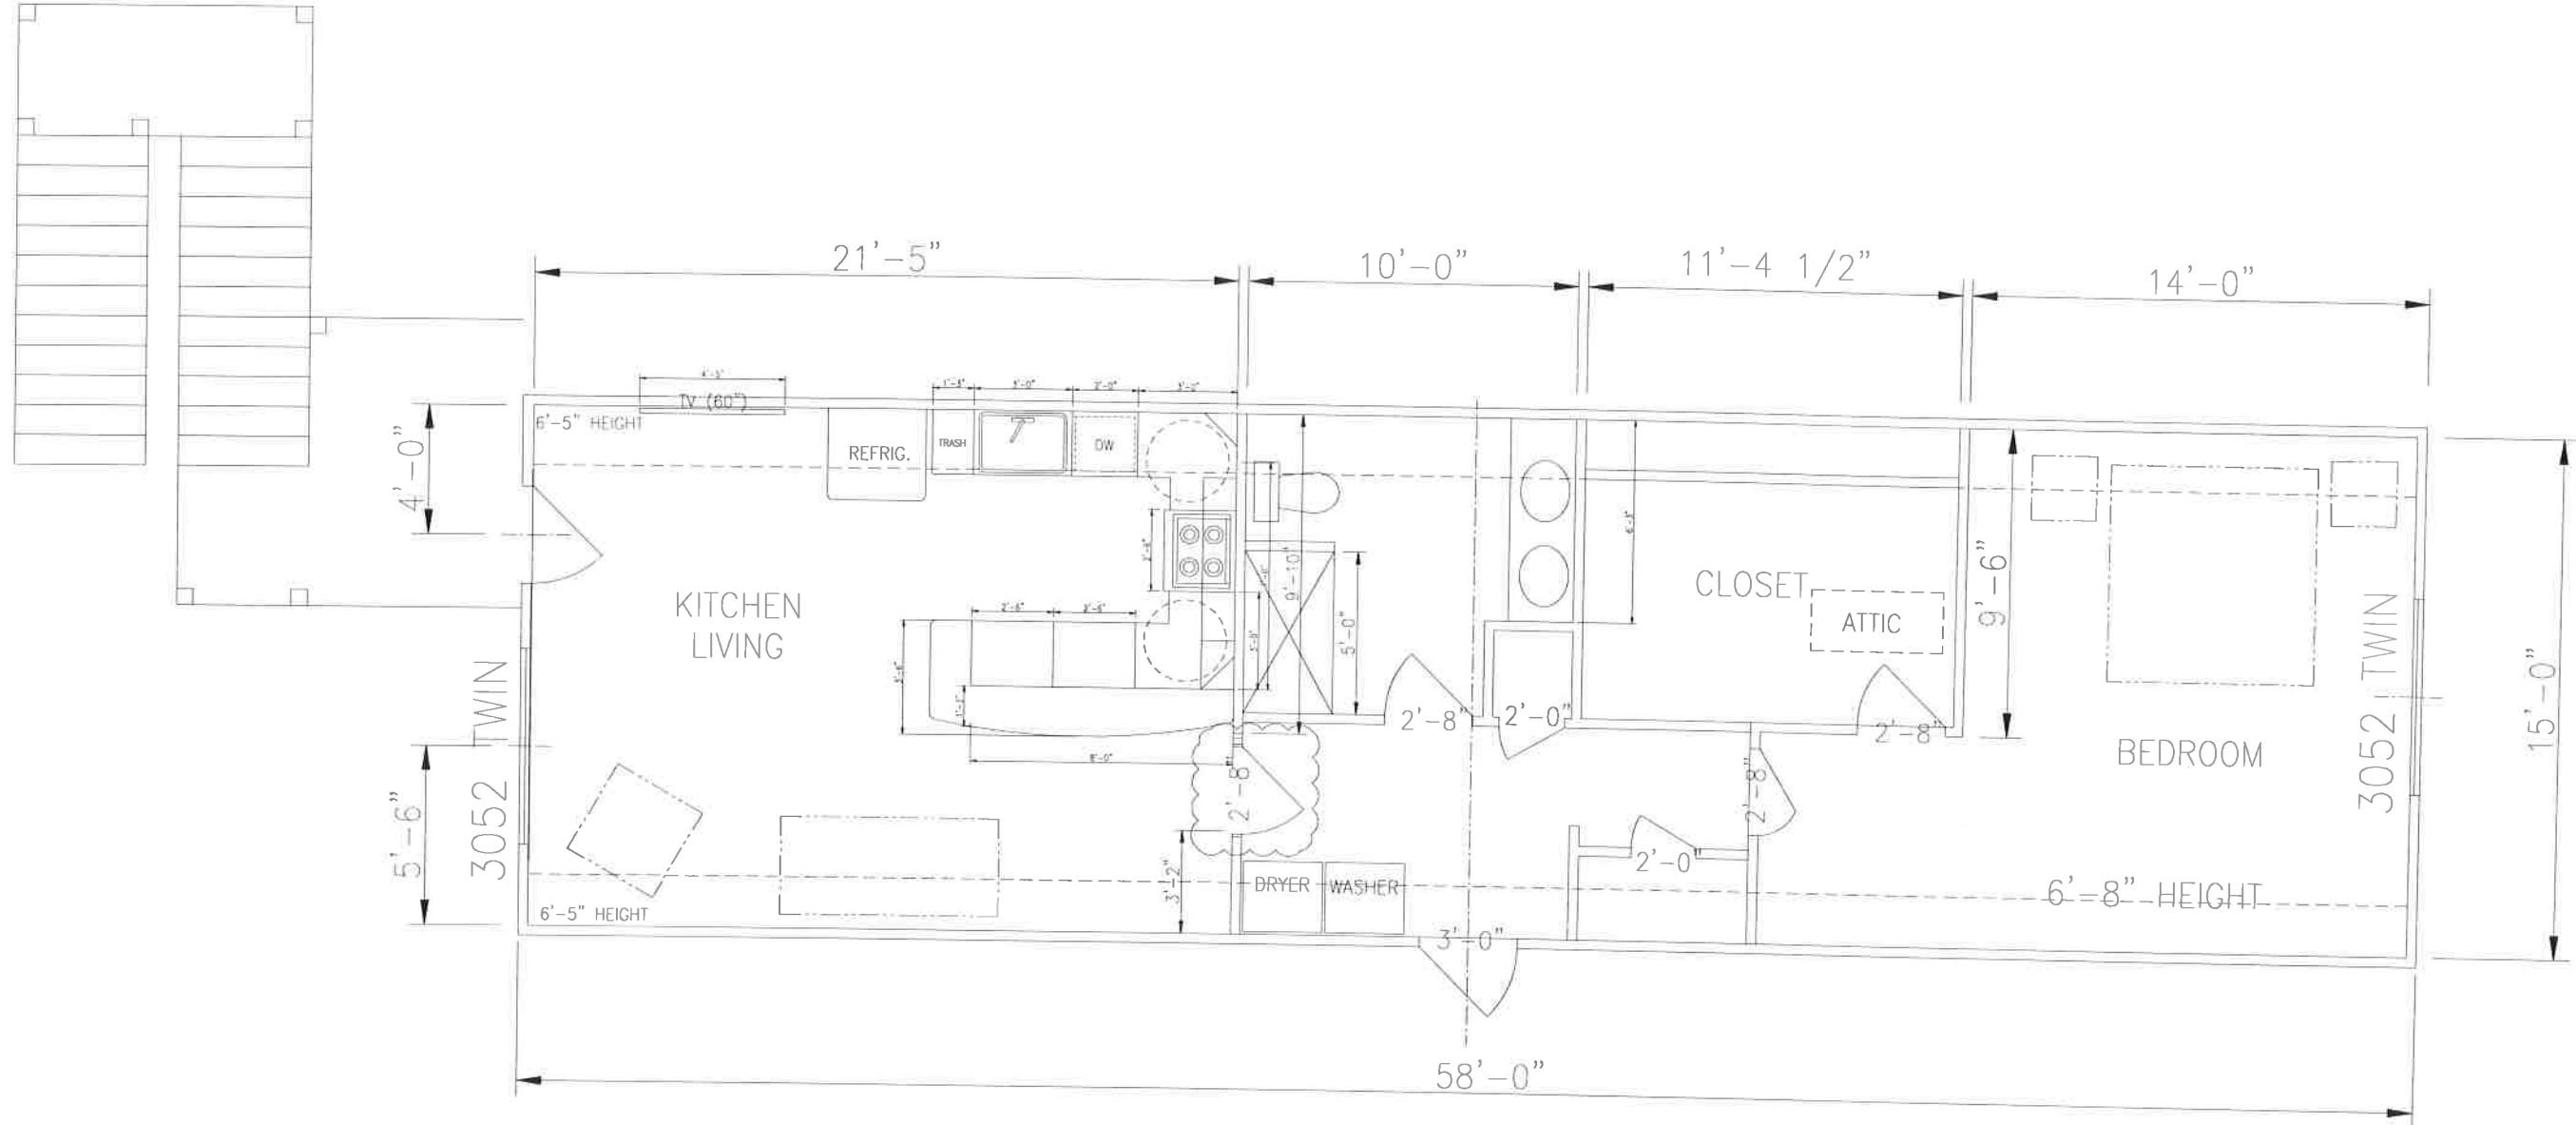 21'-5"
10'-0"
11'-4 1/2"
14'-0"
TV (60")
6'-5" HEIGHT
REFRIG.
TRASH
DW
4'-0"
9'-10"
5'-0"
KITCHEN
LIVING
CLOSET
ATTIC
9'-6"
3052 TWIN
3052 TWIN
15'-0"
BEDROOM
2'-8"
2'-0"
2'-8"
2'-8"
2'-8"
5'-6"
3'-2"
DRYER
WASHER
2'-0"
6'-8" HEIGHT
6'-5" HEIGHT
3'-0"
58'-0"